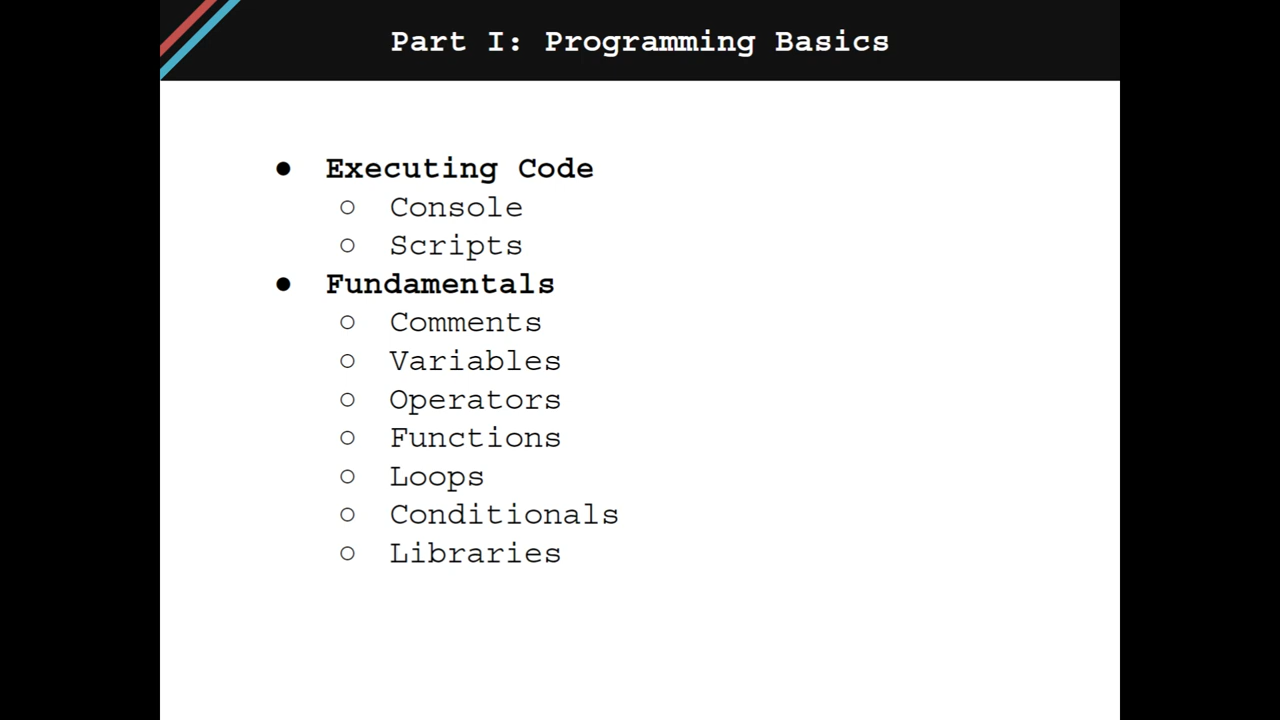 Part I: Programming Basics
● Executing Code
○ Console
○ Scripts
● Fundamentals
○ Comments
○ Variables
○ Operators
○ Functions
○ Loops
○ Conditionals
○ Libraries